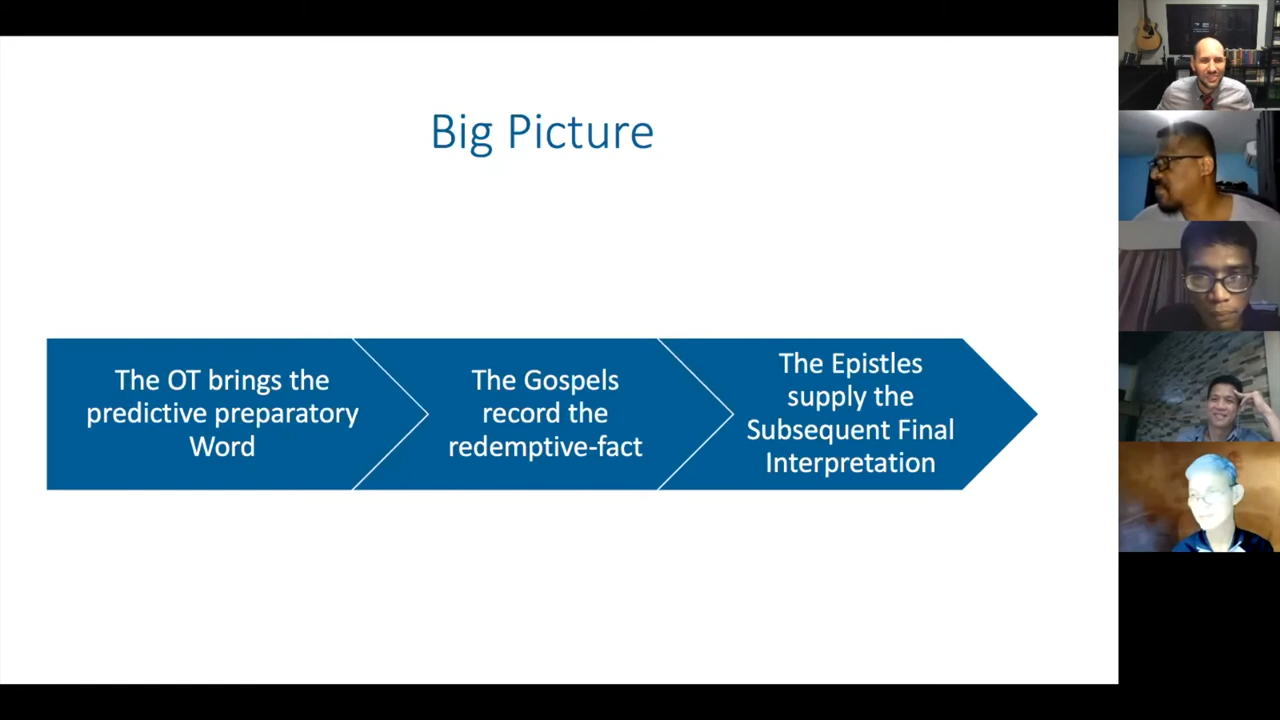 Big Picture
The OT brings the
predictive preparatory
Word
The Gospels
record the
redemptive-fact
The Epistles
supply the
Subsequent Final
Interpretation